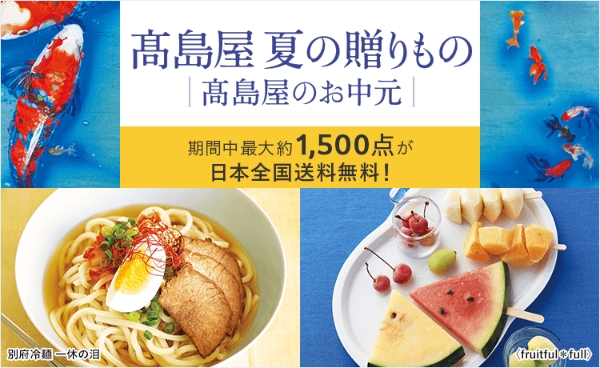 髙島屋 夏の贈りもの
髙島屋のお中元
期間中最大約1,500点が
日本全国送料無料！
別府冷麺 一休の泪
〈fruitful＊full〉